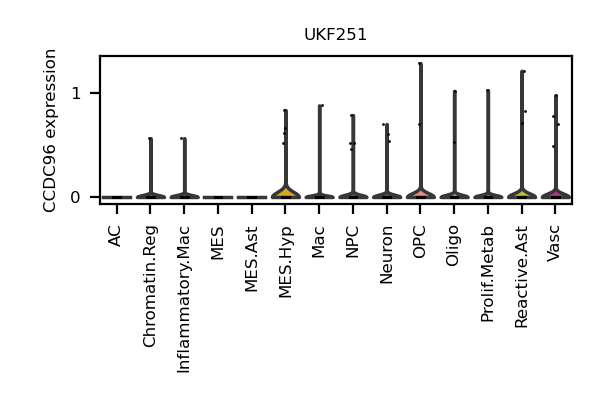 UKF251
CCDC96 expression
1
0
AC
Chromatin.Reg
Inflammatory.Mac
MES
MES.Ast
MES.Hyp
Mac
NPC
Neuron
OPC
Oligo
Prolif.Metab
Reactive.Ast
Vasc